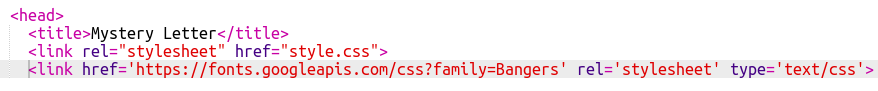 <head>
<title>Mystery Letter</title>
<link rel="stylesheet" href="style.css">
<link href='https://fonts.googleapis.com/css?family=Bangers' rel='stylesheet' type='text/css'>